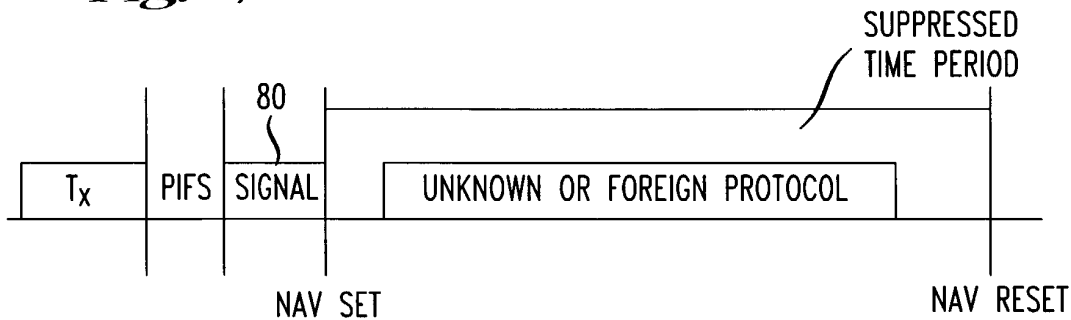 SUPPRESSED
TIME PERIOD
80
Tx PIFS SIGNAL UNKNOWN OR FOREIGN PROTOCOL
NAV SET NAV RESET